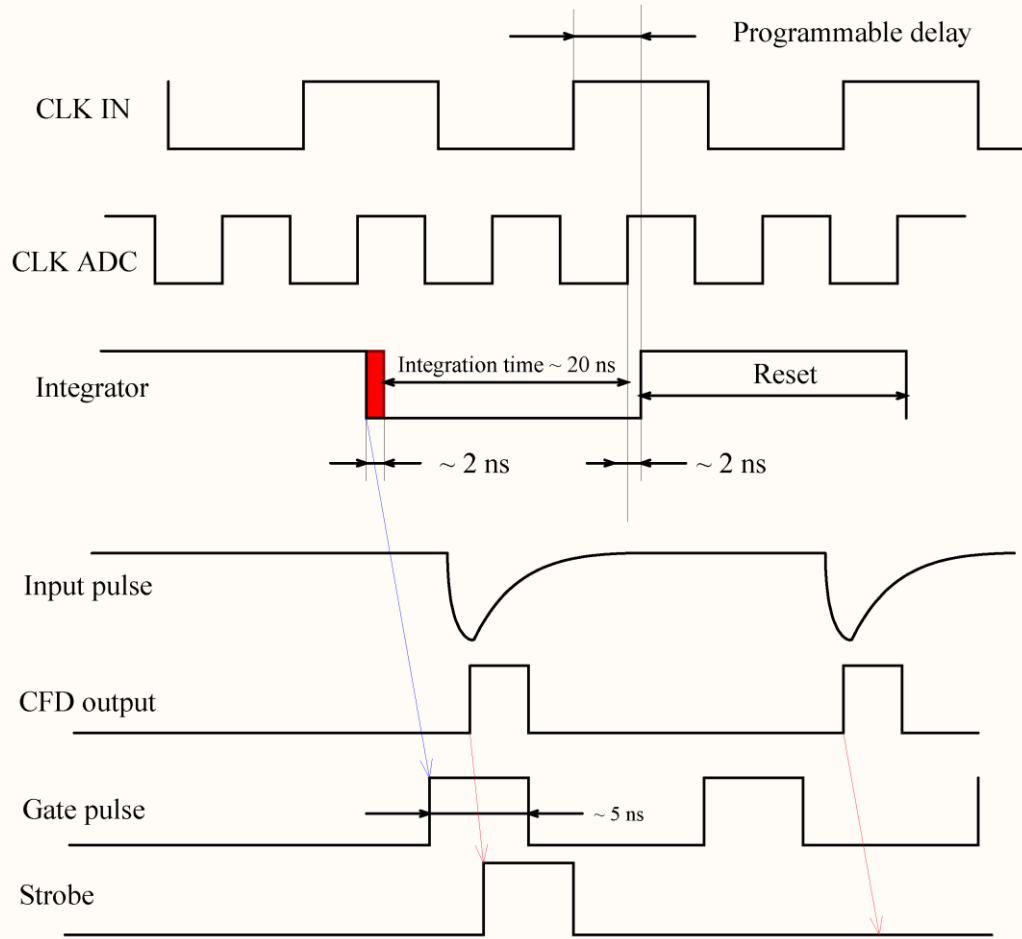 Programmable delay
CLK IN
CLK ADC
Integration time ~ 20 ns
Integrator
Reset
~ 2 ns
~ 2 ns
Input pulse
CFD output
Gate pulse
~ 5 ns
Strobe